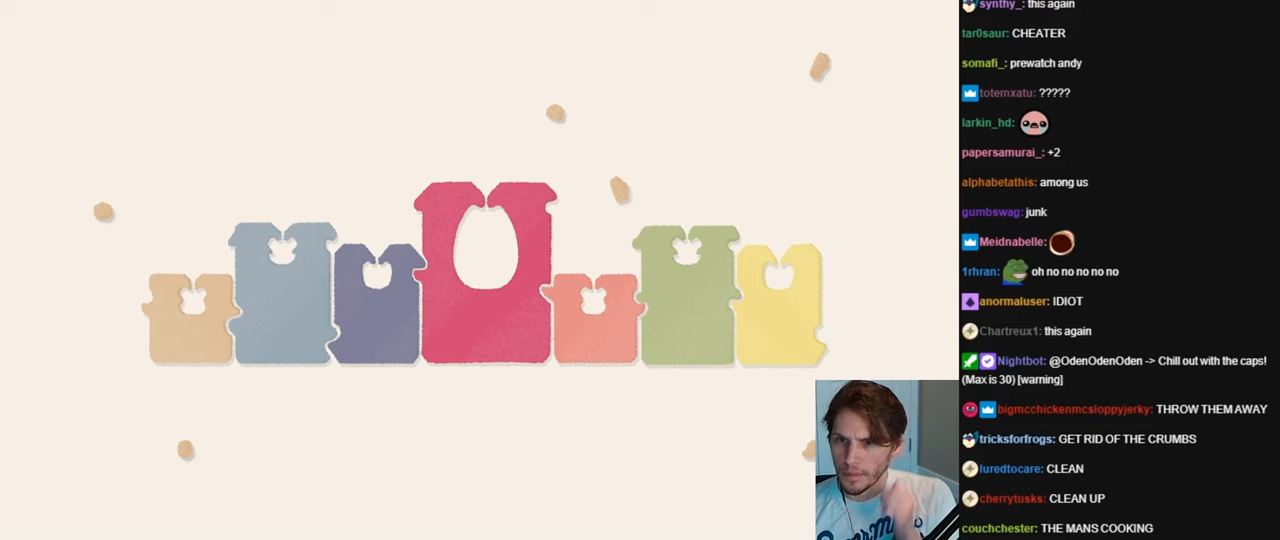 synthy_: this again
tar0saur: CHEATER
somafi_: prewatch andy
totemxatu: ?????
larkin_hd:
papersamurai_: +2
alphabetathis: among us
gumbswag: junk
Meidnabelle:
1rhran: oh no no no no no
anormaluser: IDIOT
Chartreux1: this again
Nightbot: @OdenOdenOden -> Chill out with the caps!
(Max is 30) [warning]
bigmcchickenmcsloppyjerky: THROW THEM AWAY
tricksforfrogs: GET RID OF THE CRUMBS
luredtocare: CLEAN
cherrytusks: CLEAN UP
couchchester: THE MANS COOKING